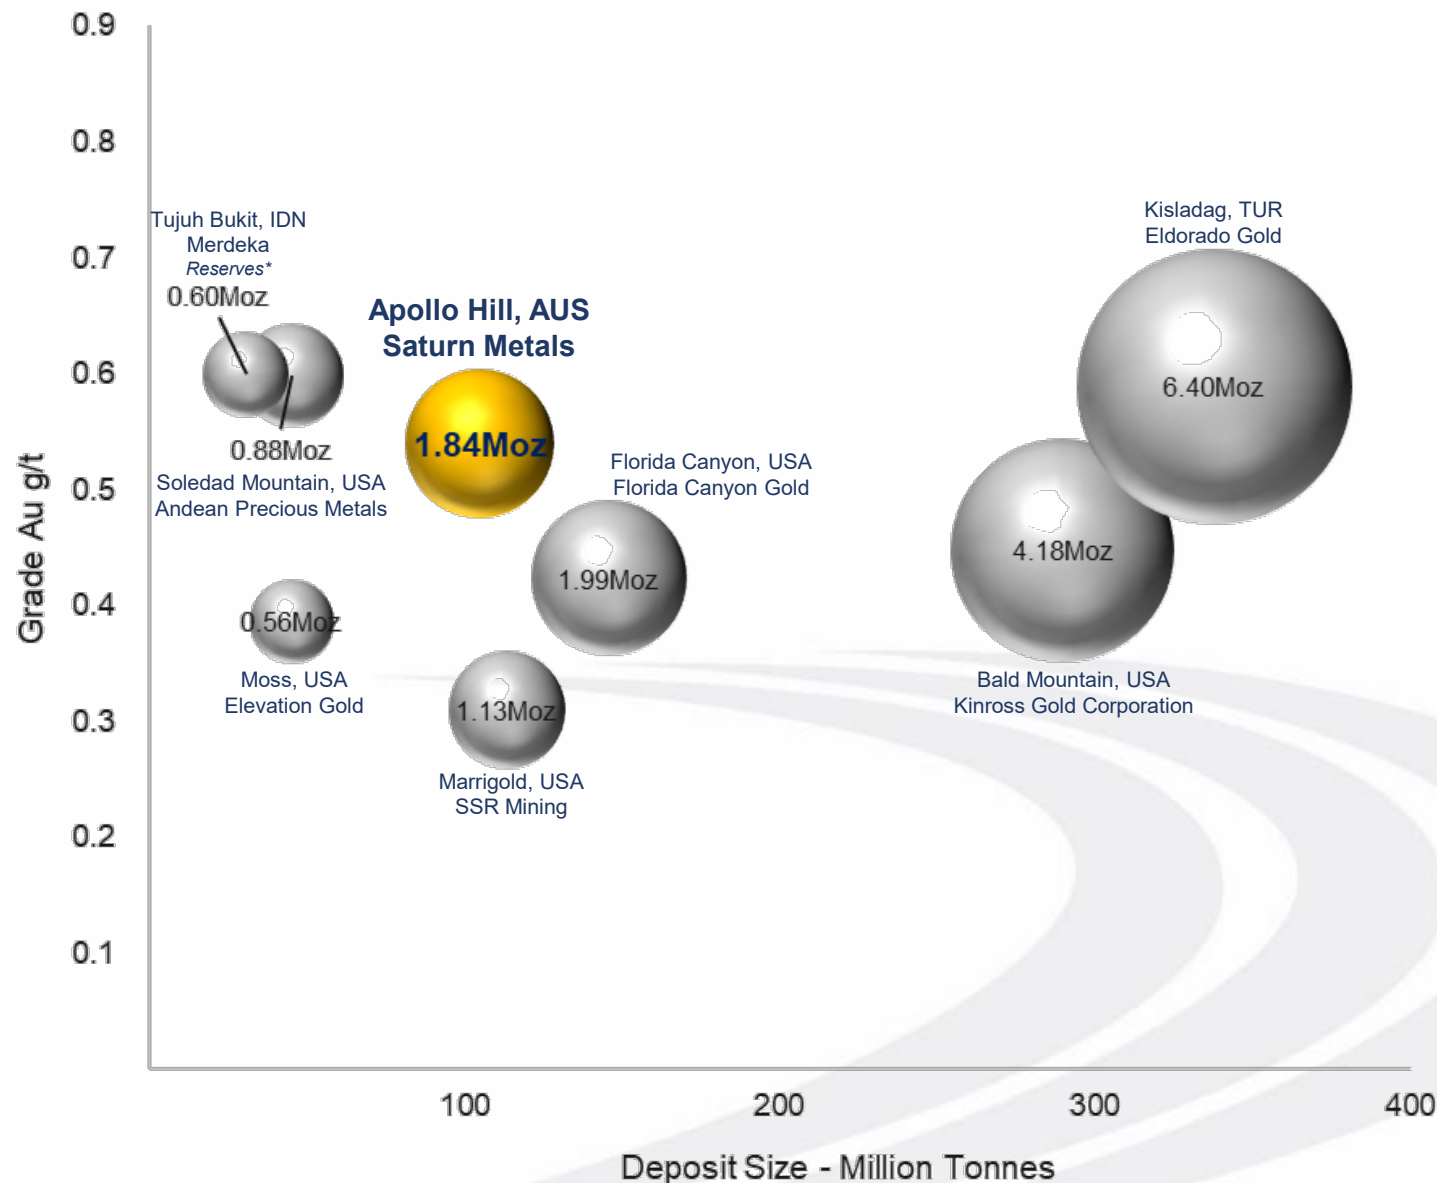 0.9
0.8
0.7
0.6
0.5
0.4
0.3
0.2
0.1
Grade Au g/t
Tujuh Bukit, IDN
Merdeka
Reserves*
0.60Moz
0.88Moz
Soledad Mountain, USA
Andean Precious Metals
Apollo Hill, AUS
Saturn Metals
1.84Moz
Florida Canyon, USA
Florida Canyon Gold
1.99Moz
0.56Moz
Moss, USA
Elevation Gold
1.13Moz
Marrigold, USA
SSR Mining
Kisladag, TUR
Eldorado Gold
6.40Moz
4.18Moz
Bald Mountain, USA
Kinross Gold Corporation
100
200
300
400
Deposit Size - Million Tonnes